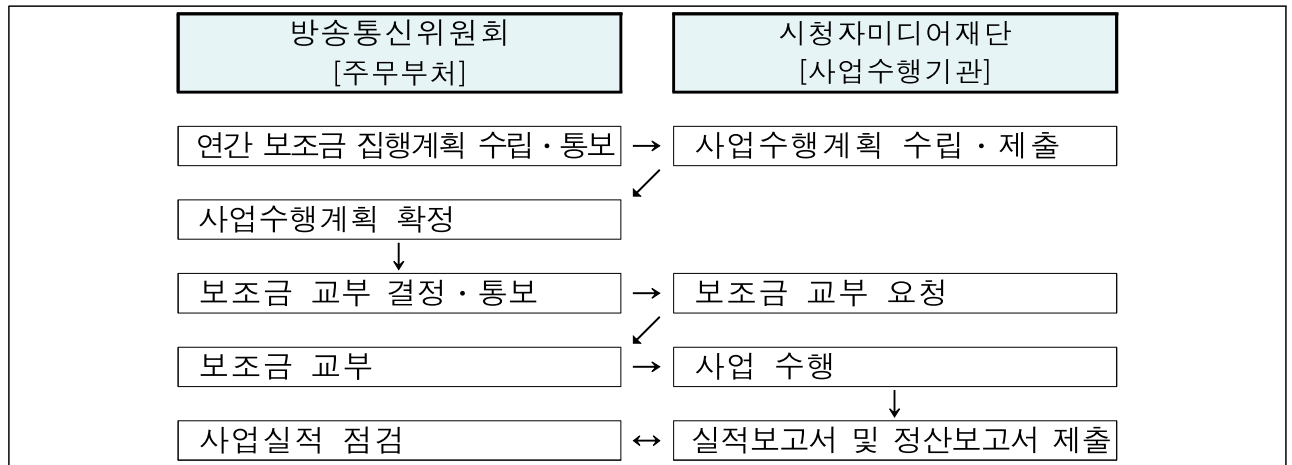 방송통신위원회
[주무부처]
시청자미디어재단
[사업수행기관]
연간 보조금 집행계획 수립·통보 → 사업수행계획 수립·제출
사업수행계획 확정
보조금 교부 결정·통보 → 보조금 교부 요청
보조금 교부 → 사업 수행
사업실적 점검 ↔ 실적보고서 및 정산보고서 제출